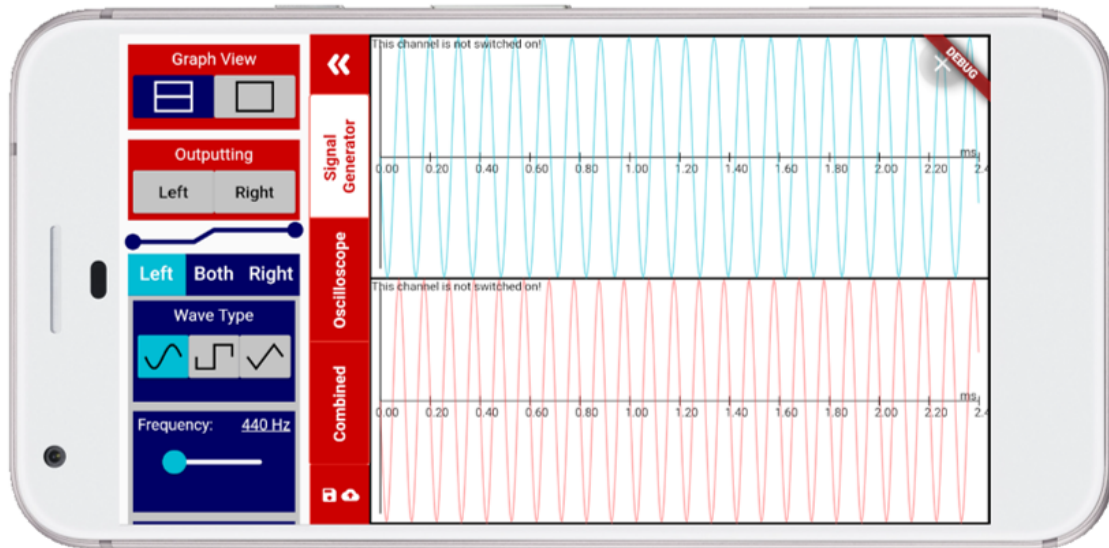 Graph View
Outputting
Left Right
Left Both Right
Wave Type
Frequency: 440 Hz
Signal
Generator
Oscilloscope
Combined
This channel is not switched on!
DEBUG
ms
0.00 0.20 0.40 0.60 0.80 1.00 1.20 1.40 1.60 1.80 2.00 2.20 2.4
This channel is not switched on!
ms
0.00 0.20 0.40 0.60 0.80 1.00 1.20 1.40 1.60 1.80 2.00 2.20 2.4